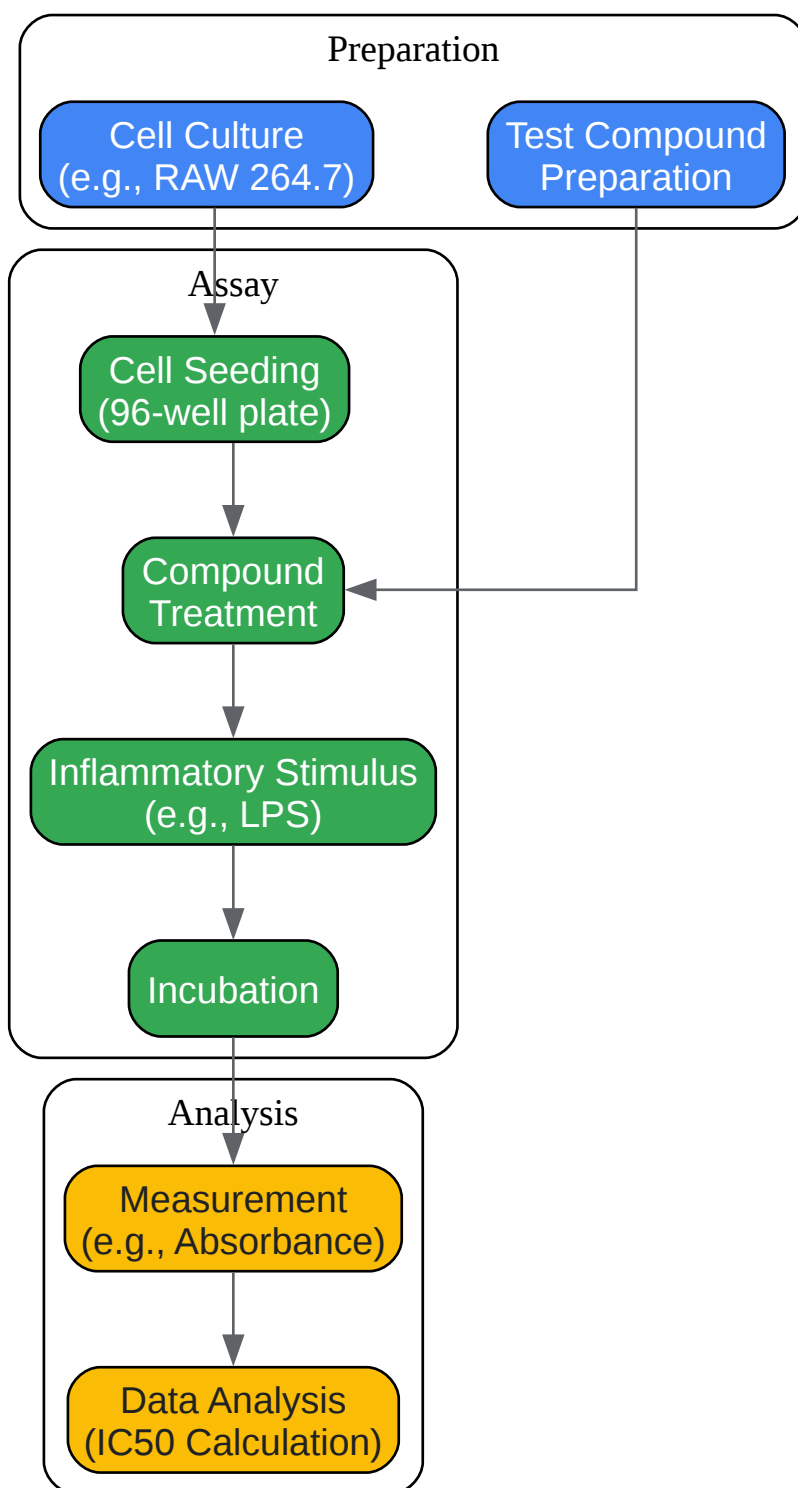 Preparation
Cell Culture
(e.g., RAW 264.7)
Test Compound
Preparation
Assay
Cell Seeding
(96-well plate)
Compound
Treatment
Inflammatory Stimulus
(e.g., LPS)
Incubation
Analysis
Measurement
(e.g., Absorbance)
Data Analysis
(IC50 Calculation)